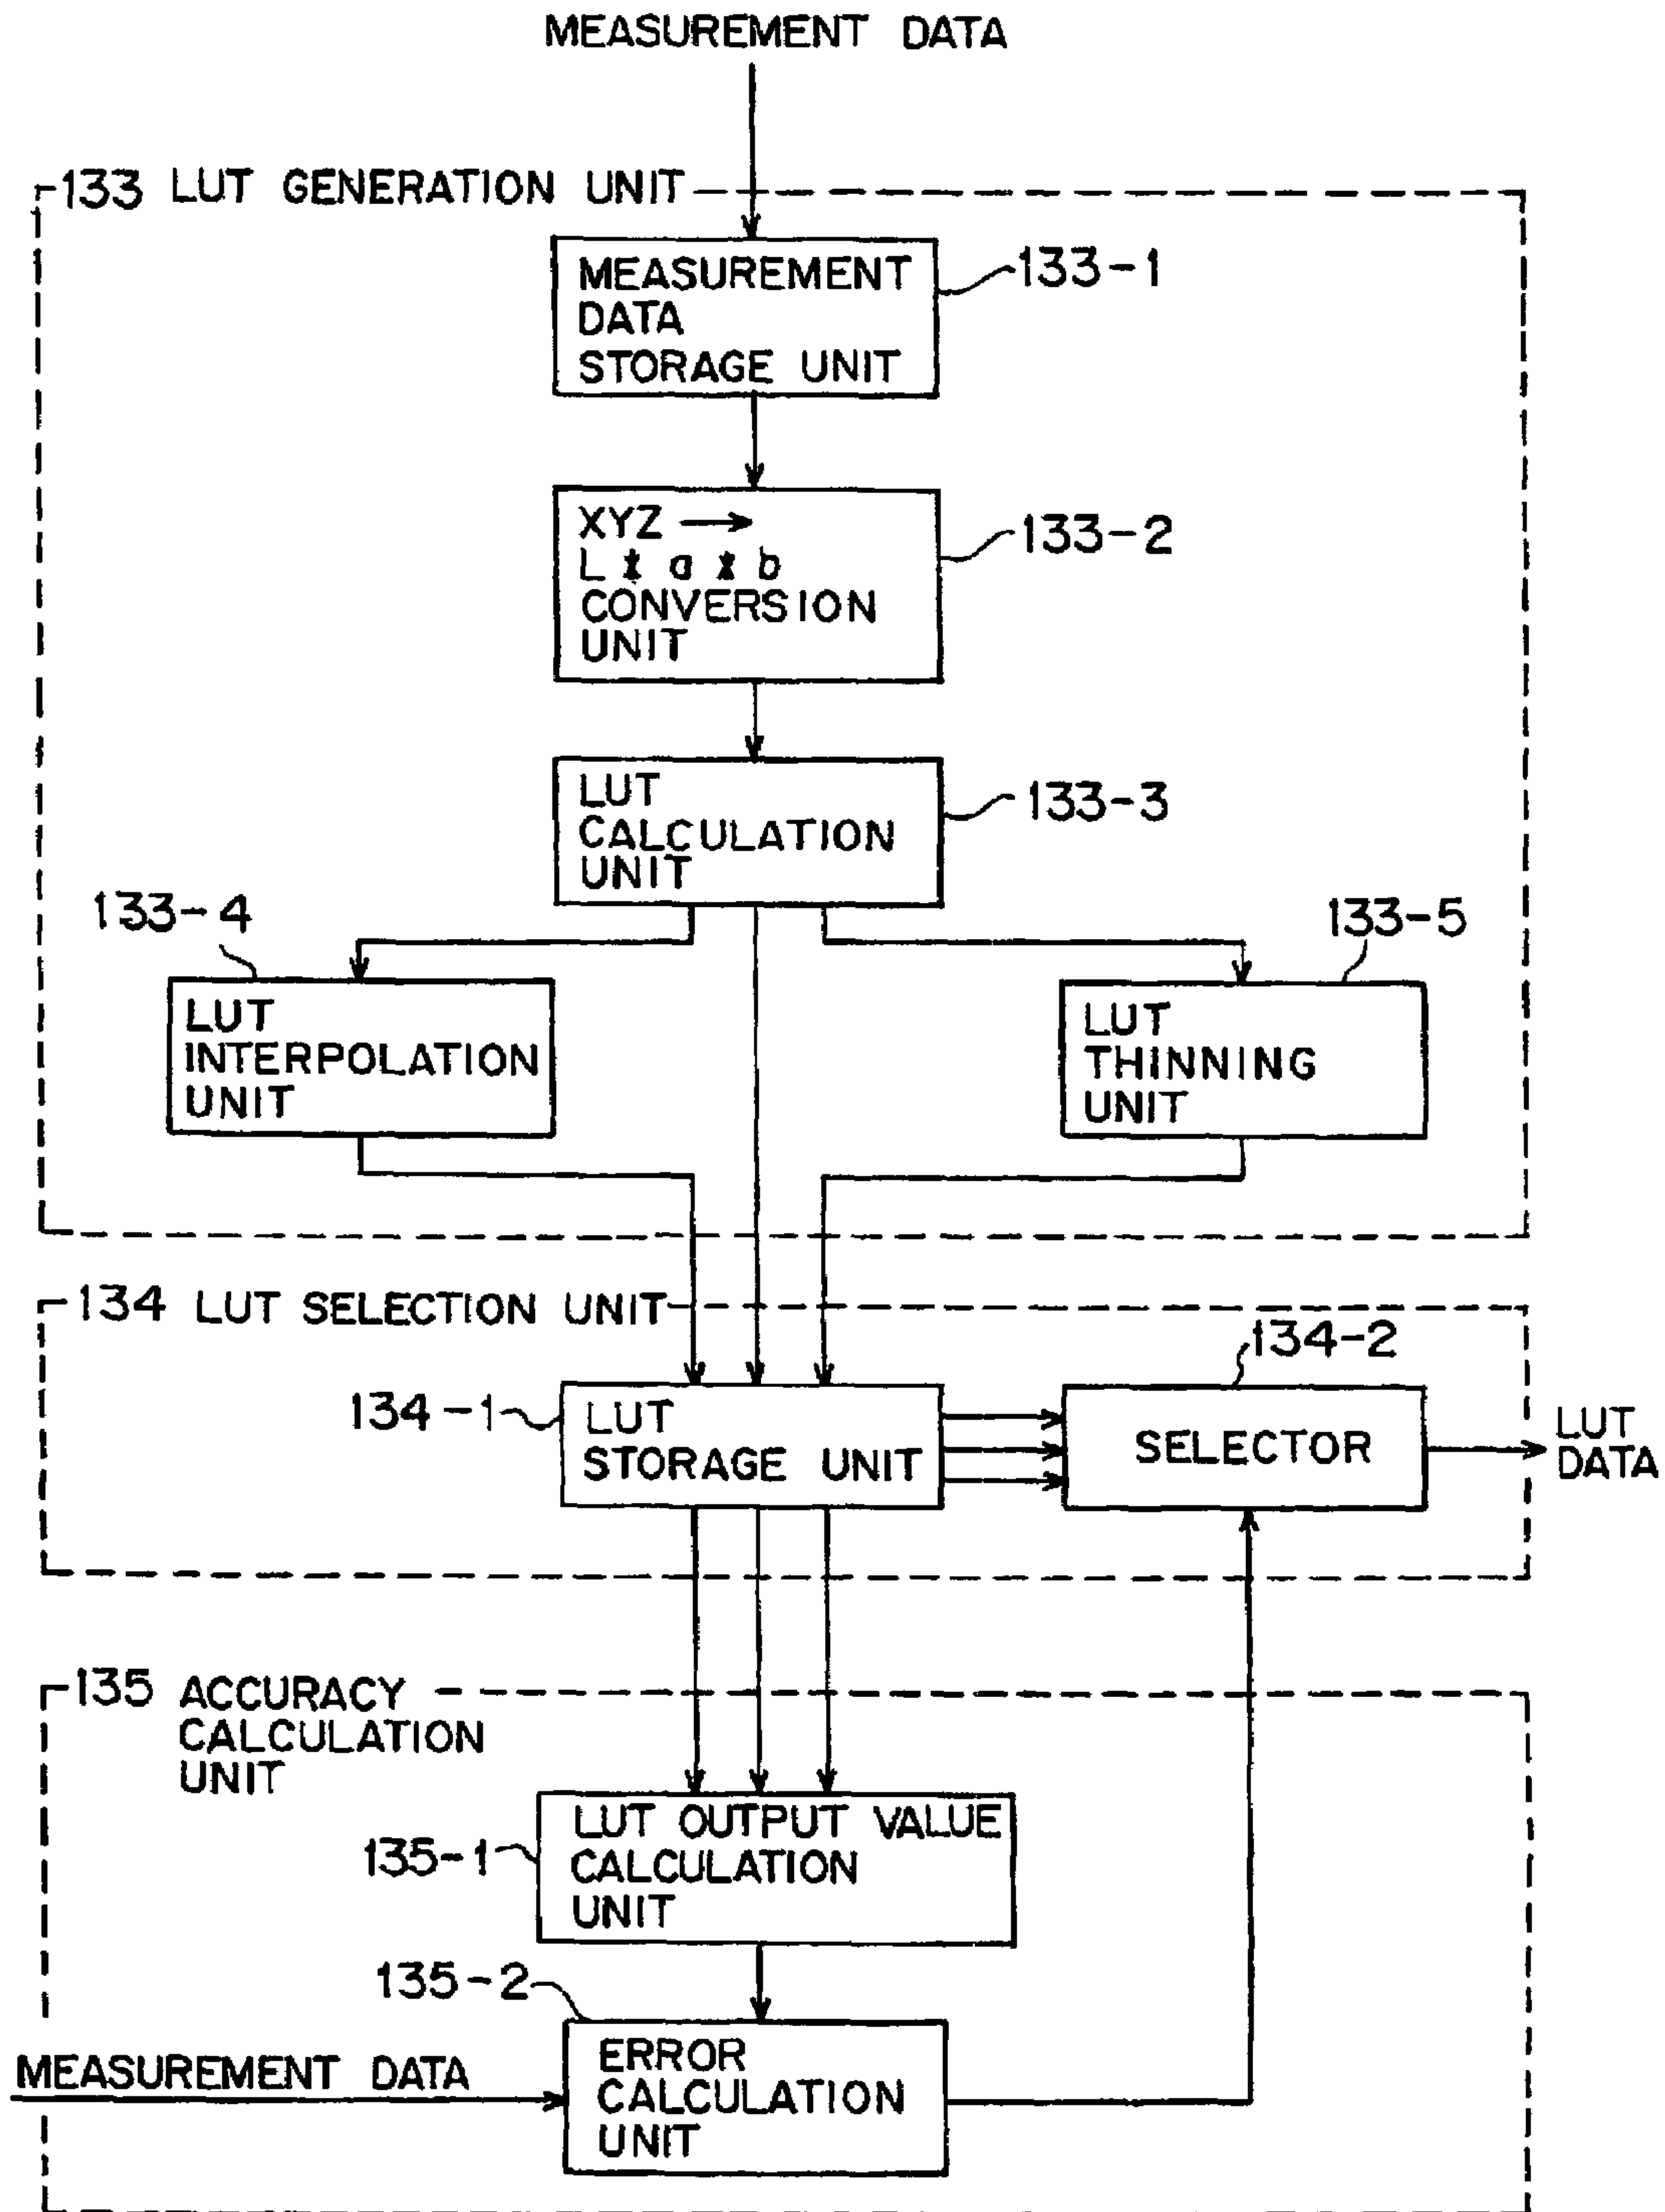 MEASUREMENT DATA
133 LUT GENERATION UNIT
MEASUREMENT
DATA
STORAGE UNIT
133-1
XYZ →
L * a * b
CONVERSION
UNIT
133-2
LUT
CALCULATION
UNIT
133-3
133-4
LUT
INTERPOLATION
UNIT
133-5
LUT
THINNING
UNIT
134 LUT SELECTION UNIT
134-1
LUT
STORAGE UNIT
134-2
SELECTOR
LUT
DATA
135 ACCURACY
CALCULATION
UNIT
135-1
LUT OUTPUT VALUE
CALCULATION
UNIT
135-2
MEASUREMENT DATA
ERROR
CALCULATION
UNIT